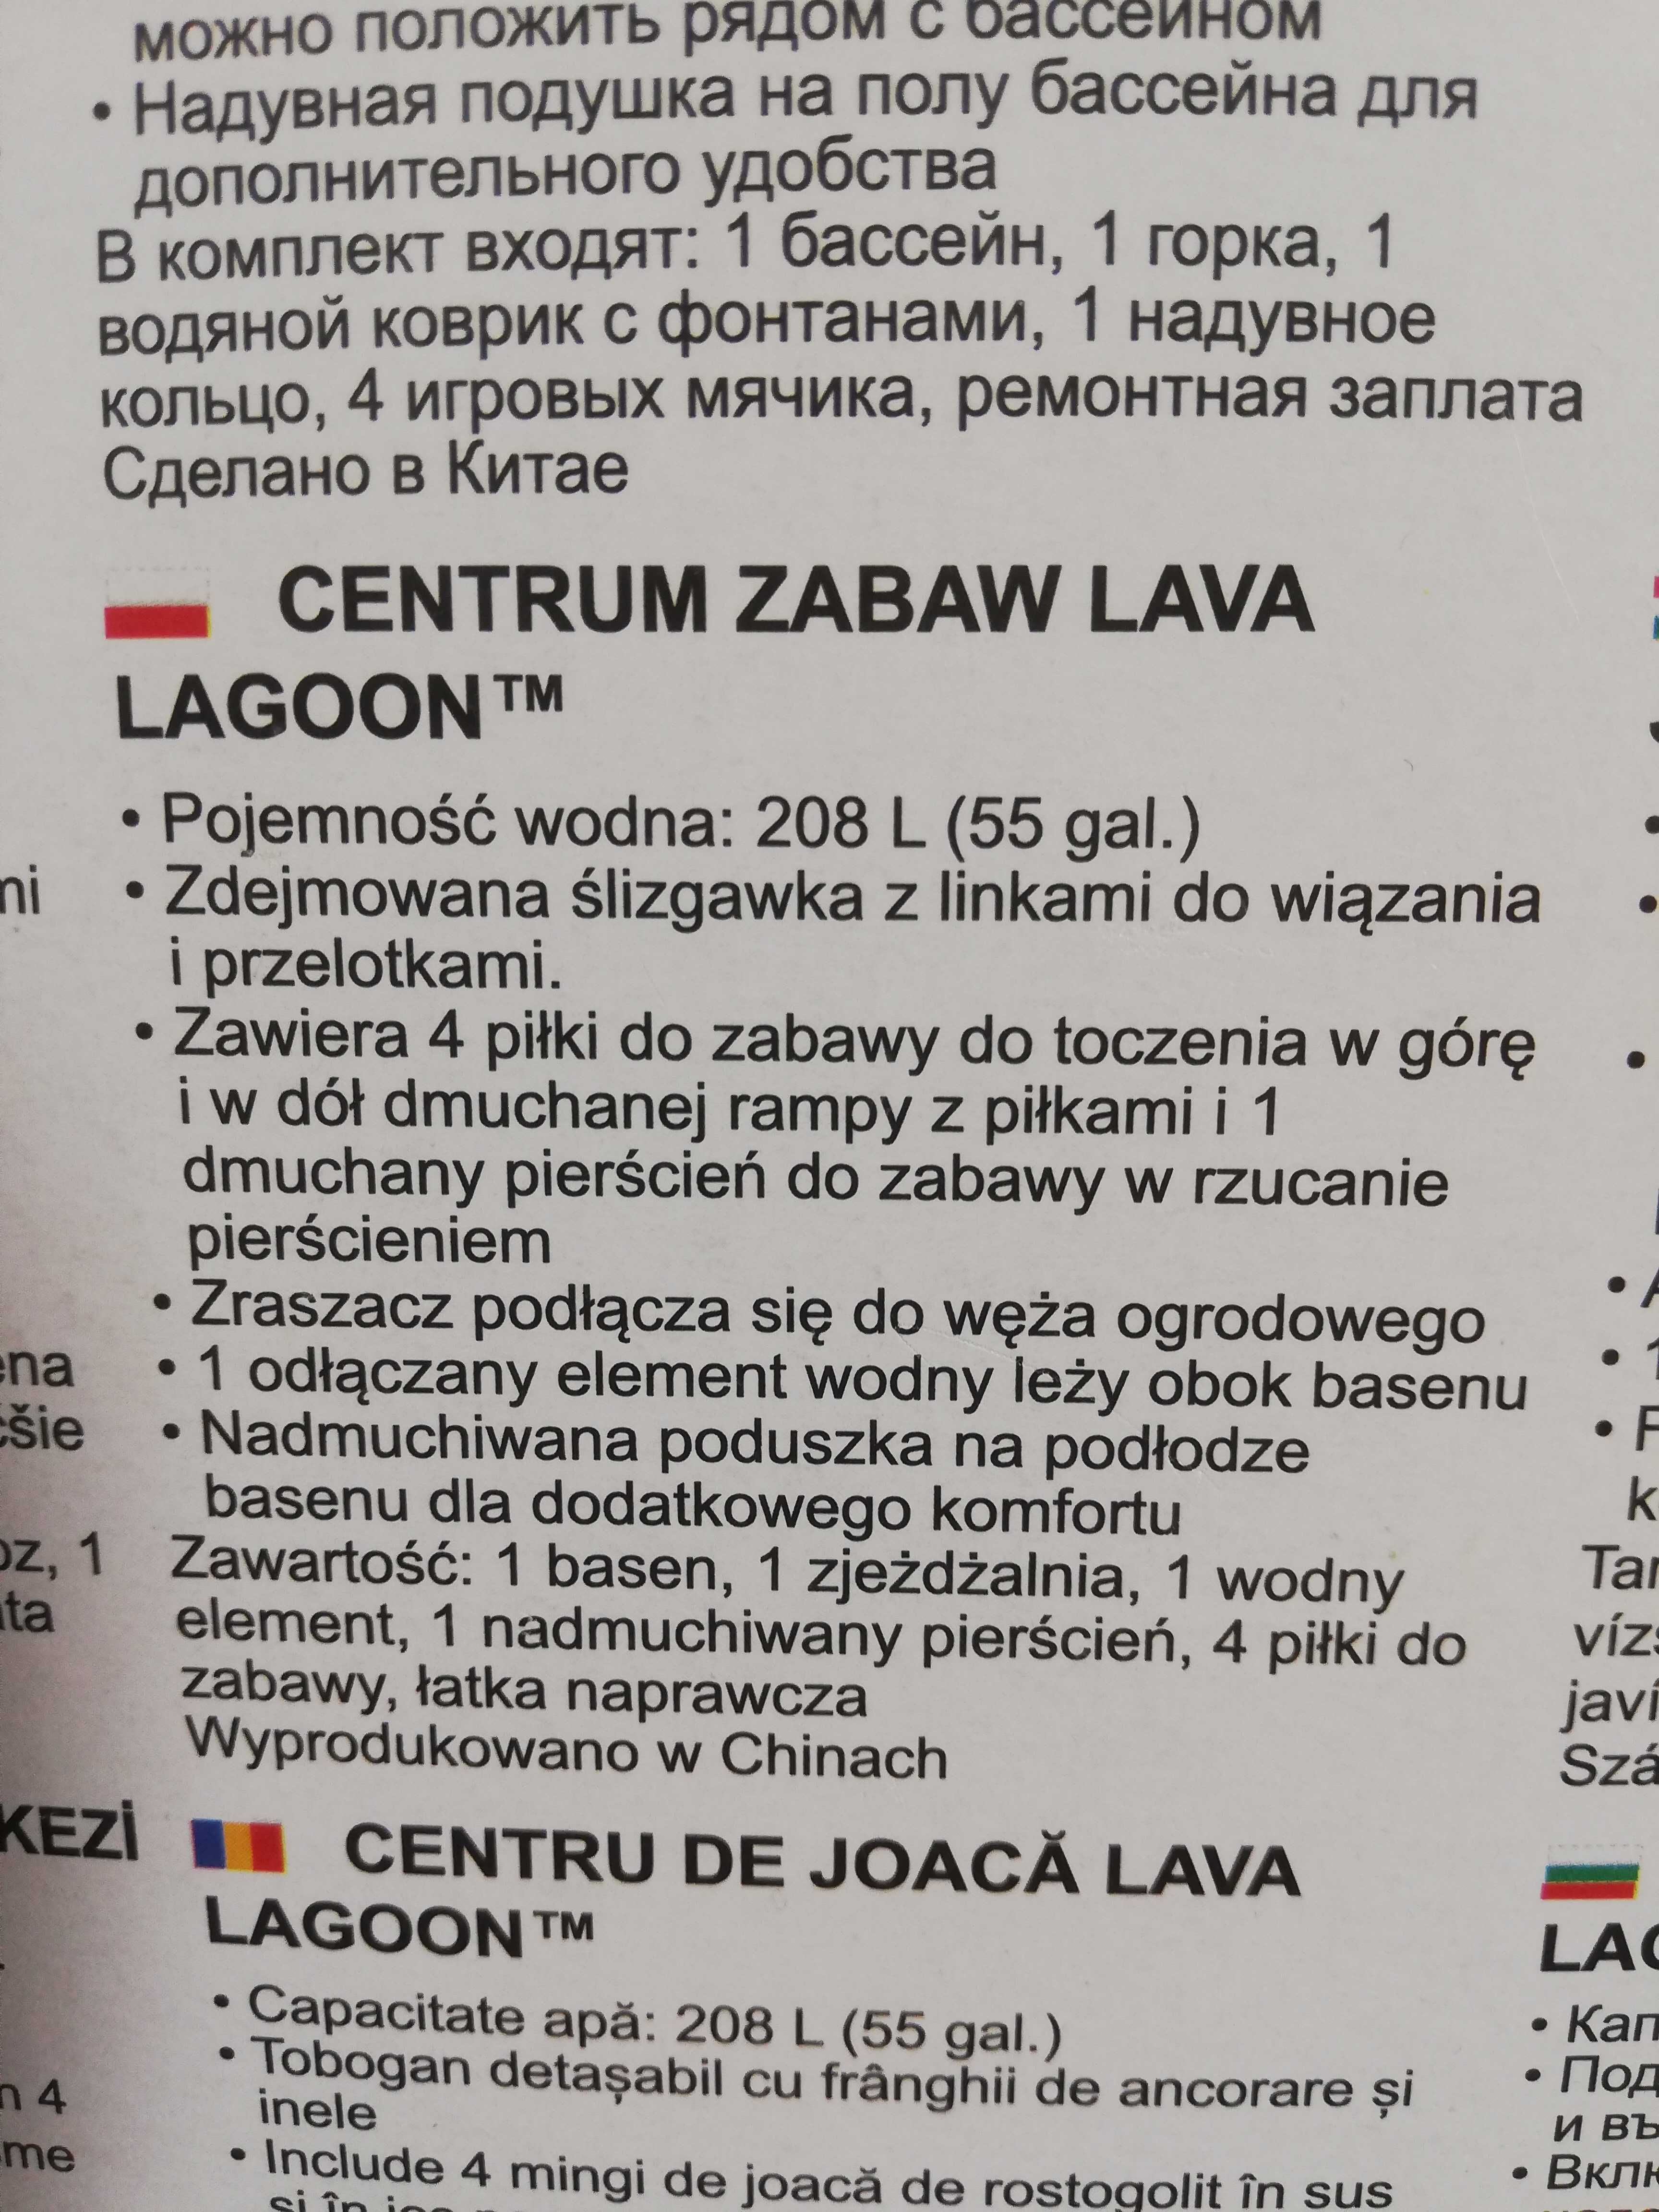 можно положить рядом с бассейном
• Надувная подушка на полу бассейна для
дополнительного удобства
В комплект входят: 1 бассейн, 1 горка, 1
водяной коврик с фонтанами, 1 надувное
кольцо, 4 игровых мячика, ремонтная заплата
Сделано в Китае
CENTRUM ZABAW LAVA
LAGOON™
• Pojemność wodna: 208 L (55 gal.)
• Zdejmowana ślizgawka z linkami do wiązania
i przelotkami.
• Zawiera 4 piłki do zabawy do toczenia w górę
i w dół dmuchanej rampy z piłkami i 1
dmuchany pierścień do zabawy w rzucanie
pierścieniem
• Zraszacz podłącza się do węża ogrodowego
• 1 odłączany element wodny leży obok basenu
• Nadmuchiwana poduszka na podłodze
basenu dla dodatkowego komfortu
Zawartość: 1 basen, 1 zjeżdżalnia, 1 wodny
element, 1 nadmuchiwany pierścień, 4 piłki do
zabawy, łatka naprawcza
Wyprodukowano w Chinach
CENTRU DE JOACĂ LAVA
LAGOON™
• Capacitate apă: 208 L (55 gal.)
• Tobogan detașabil cu frânghii de ancorare și
inele
• Include 4 mingi de joacă de rostogolit în sus
și în